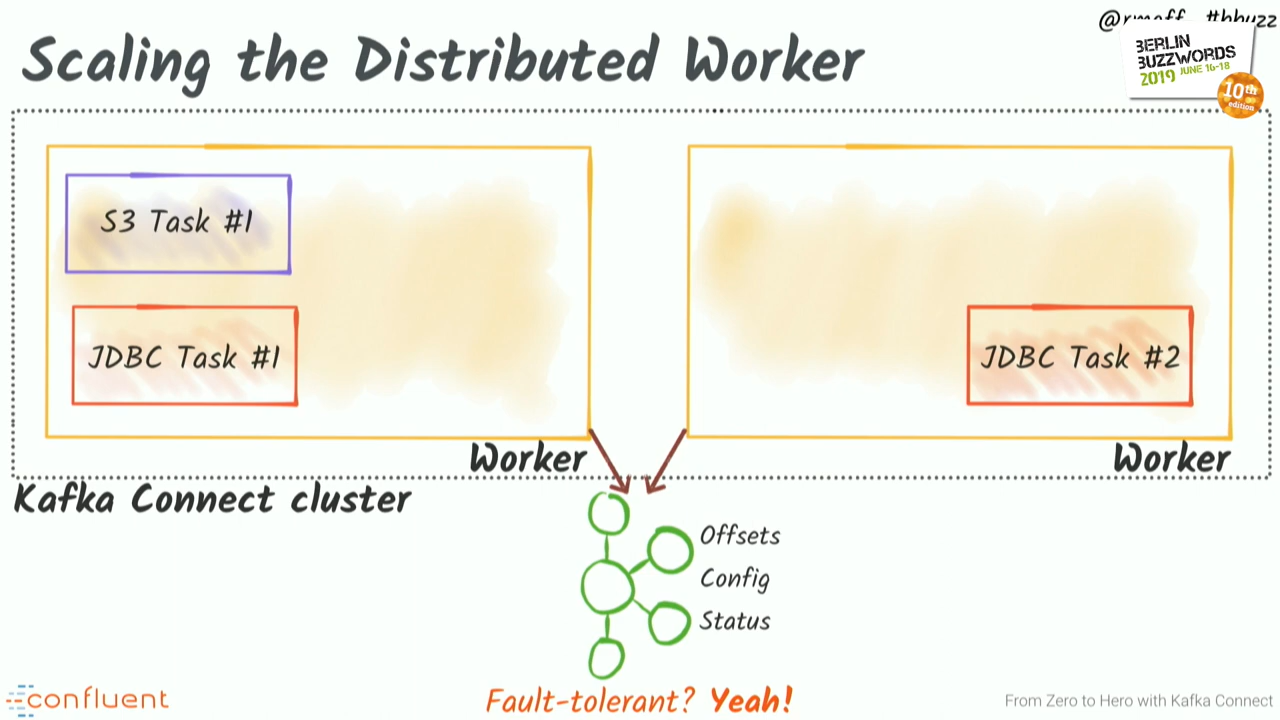 #bbuzz
Scaling the Distributed Worker
BERLIN
BUZZWORDS
2019 JUNE 16-18
10th
edition
S3 Task #1
JDBC Task #1
JDBC Task #2
Worker
Worker
Kafka Connect cluster
Offsets
Config
Status
confluent
Fault-tolerant? Yeah!
From Zero to Hero with Kafka Connect